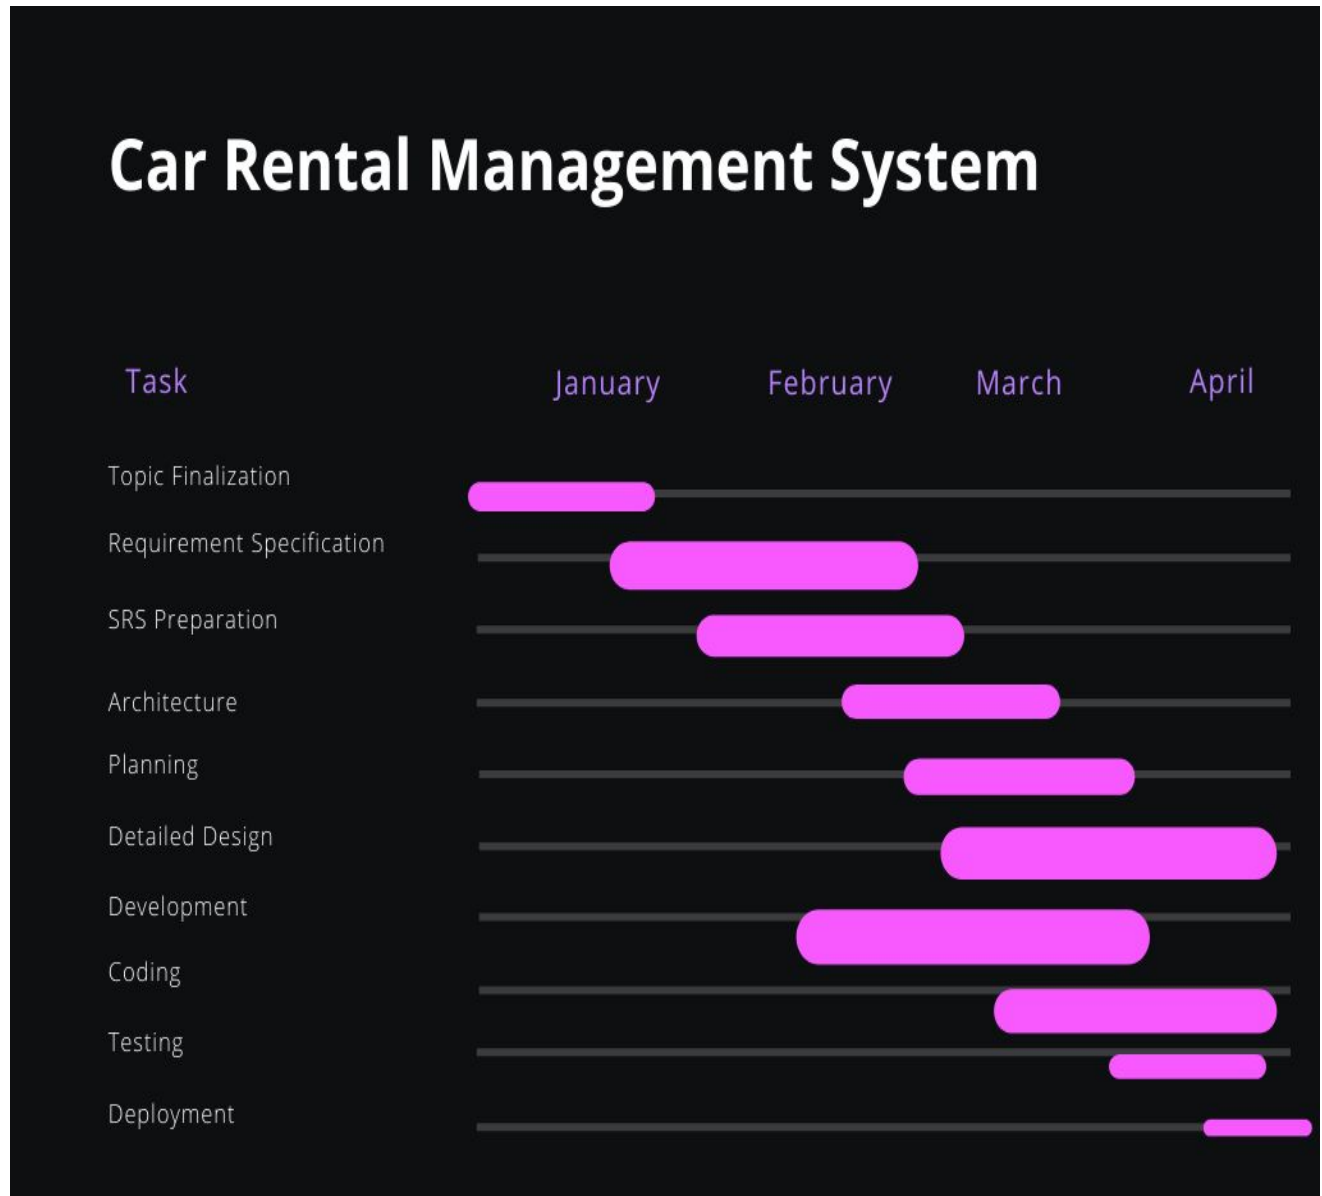 Car Rental Management System
Task January February March April
Topic Finalization
Requirement Specification
SRS Preparation
Architecture
Planning
Detailed Design
Development
Coding
Testing
Deployment